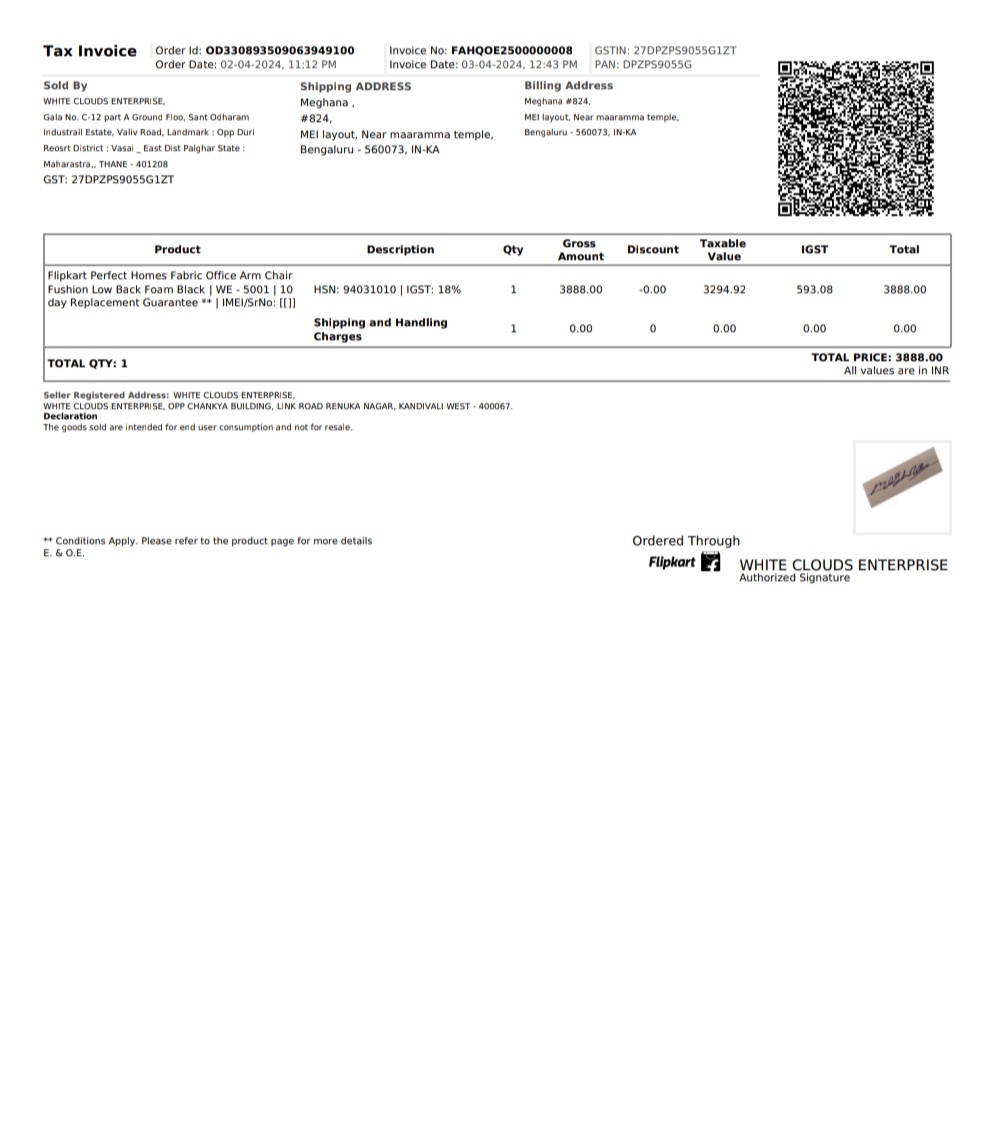 Tax Invoice
Order Id: OD330893509063949100
Order Date: 02-04-2024, 11:12 PM
Invoice No: FAHQOE2500000008
Invoice Date: 03-04-2024, 12:43 PM
GSTIN: 27DPZPS9055G1ZT
PAN: DPZPS9055G
Sold By
WHITE CLOUDS ENTERPRISE,
Gala No. C-12 part A Ground Floo, Sant Odharam
Industrail Estate, Valiv Road, Landmark : Opp Duri
Reosrt District : Vasai _ East Dist Palghar State :
Maharastra,, THANE - 401208
GST: 27DPZPS9055G1ZT
Shipping ADDRESS
Meghana ,
#824,
MEI layout, Near maaramma temple,
Bengaluru - 560073, IN-KA
Billing Address
Meghana #824,
MEI layout, Near maaramma temple,
Bengaluru - 560073, IN-KA
Product Description Qty Gross Amount Discount Taxable Value IGST Total
Flipkart Perfect Homes Fabric Office Arm Chair
Fushion Low Back Foam Black | WE - 5001 | 10
day Replacement Guarantee ** | IMEI/SrNo: [[]]
HSN: 94031010 | IGST: 18% 1 3888.00 -0.00 3294.92 593.08 3888.00
Shipping and Handling
Charges
1 0.00 0 0.00 0.00 0.00
TOTAL QTY: 1
TOTAL PRICE: 3888.00
All values are in INR
Seller Registered Address: WHITE CLOUDS ENTERPRISE,
WHITE CLOUDS ENTERPRISE, OPP CHANKYA BUILDING, LINK ROAD RENUKA NAGAR, KANDIVALI WEST - 400067.
Declaration
The goods sold are intended for end user consumption and not for resale.
** Conditions Apply. Please refer to the product page for more details
E. & O.E.
Ordered Through
Flipkart
WHITE CLOUDS ENTERPRISE
Authorized Signature